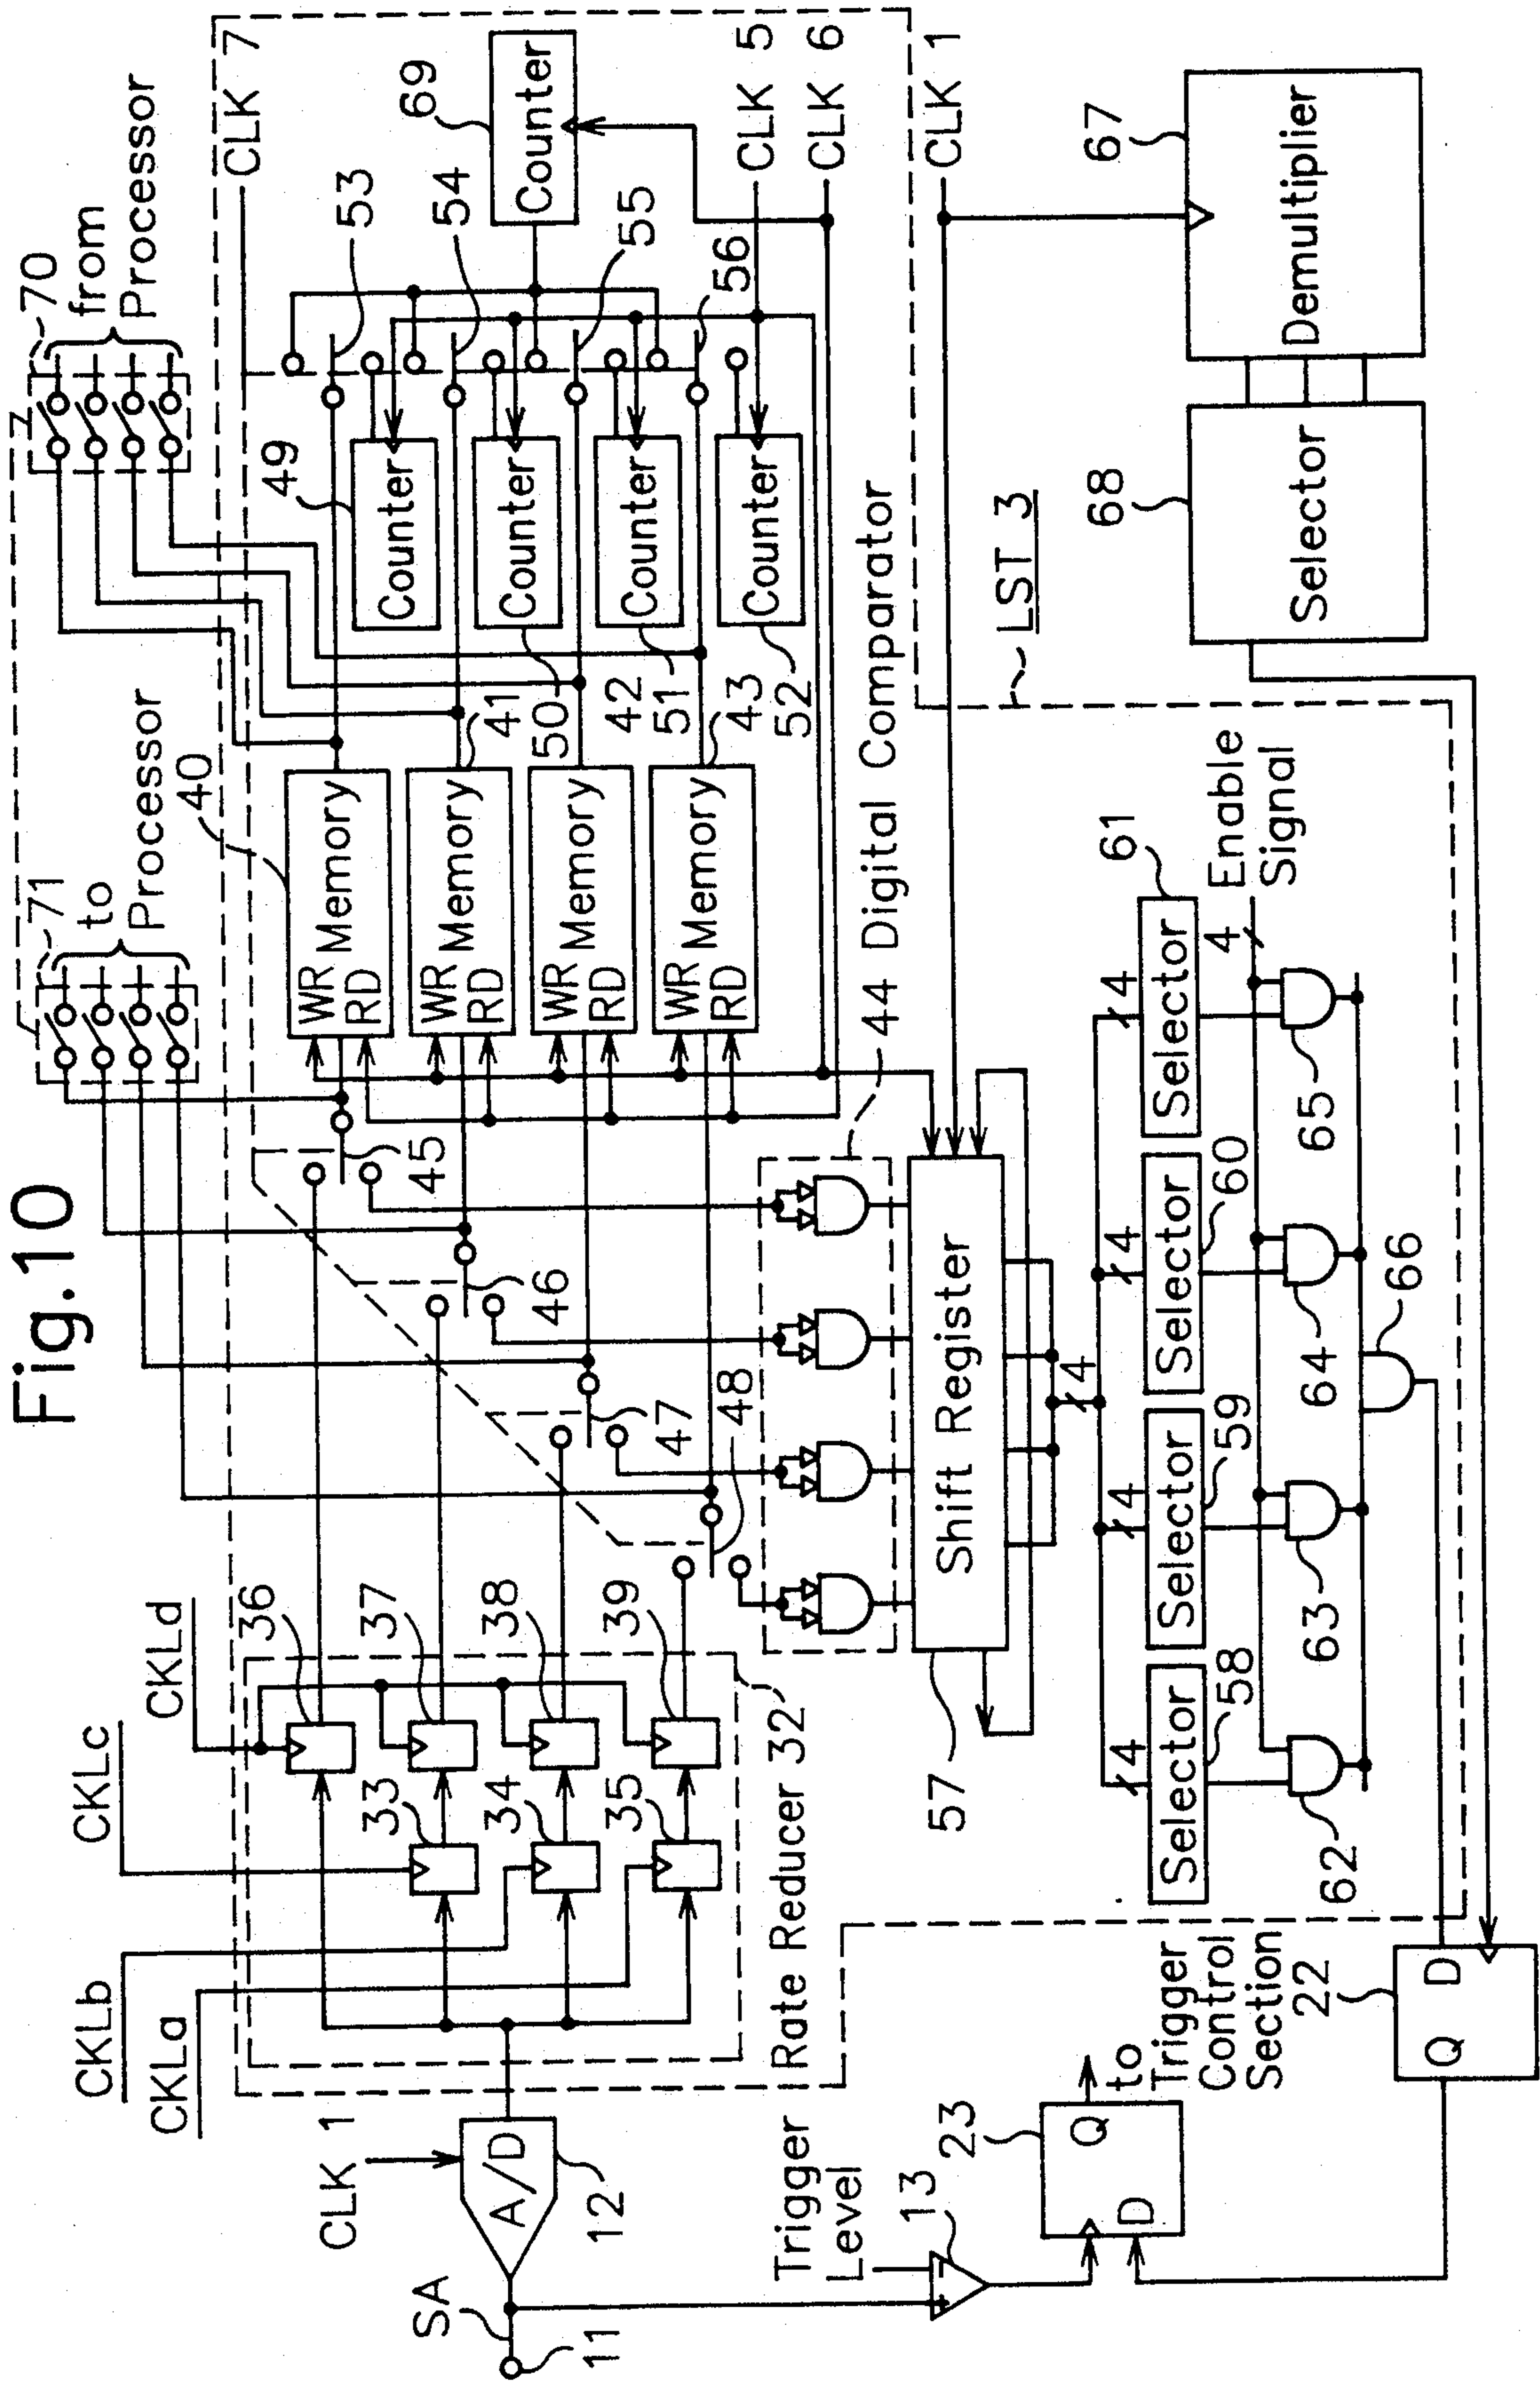 Fig.10
CKLb
CKLa
CKLc
CKLd
71
to
Processor
70
from
Processor
CLK 7
CLK 1
SA
11
A/D
12
36
33
37
34
38
35
39
Rate Reducer 32
45
46
47
48
40
WR
RD
Memory
41
WR
RD
Memory
42
WR
RD
Memory
43
WR
RD
Memory
49
Counter
50
Counter
51
Counter
52
Counter
53
54
55
56
69
Counter
CLK 5
CLK 6
CLK 1
44 Digital Comparator
57
Shift Register
LST 3
4
4
4
4
4
Selector
58
Selector
59
Selector
60
Selector
61
4
Enable
Signal
62
63
64
65
66
67
Demultiplier
68
Selector
Trigger
Level
13
23
Q
D
to
Trigger
Control
Section
22
Q
D